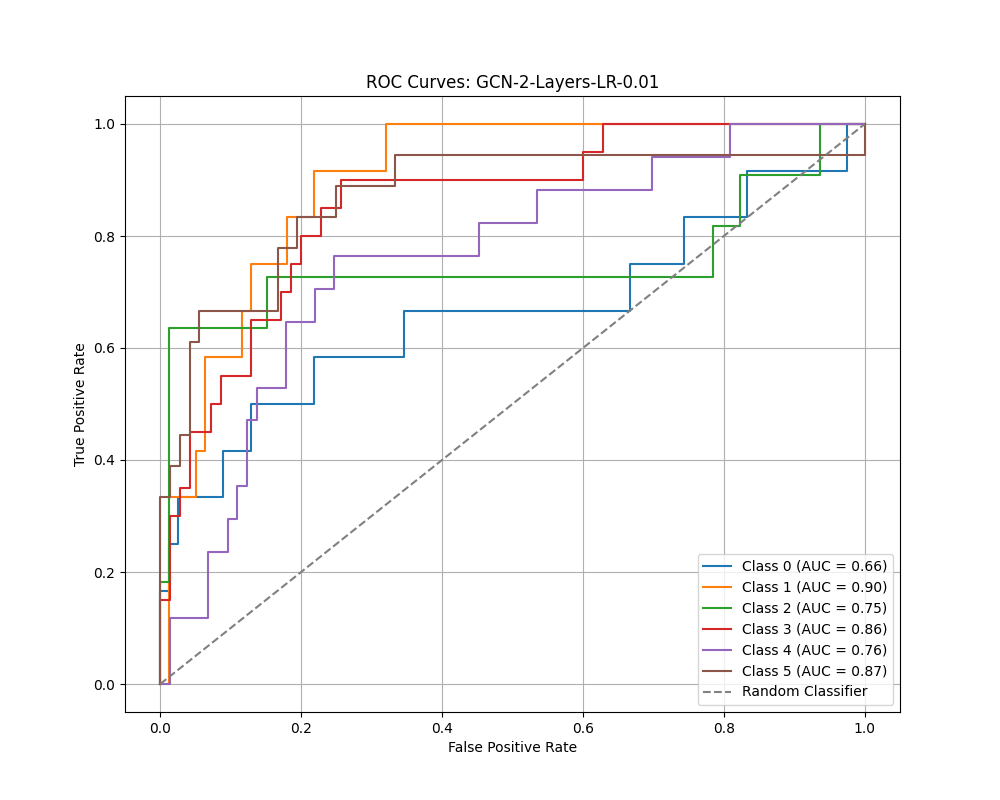 ROC Curves: GCN-2-Layers-LR-0.01
True Positive Rate
1.0
0.8
0.6
0.4
0.2
0.0
0.0 0.2 0.4 0.6 0.8 1.0
False Positive Rate
Class 0 (AUC = 0.66)
Class 1 (AUC = 0.90)
Class 2 (AUC = 0.75)
Class 3 (AUC = 0.86)
Class 4 (AUC = 0.76)
Class 5 (AUC = 0.87)
Random Classifier